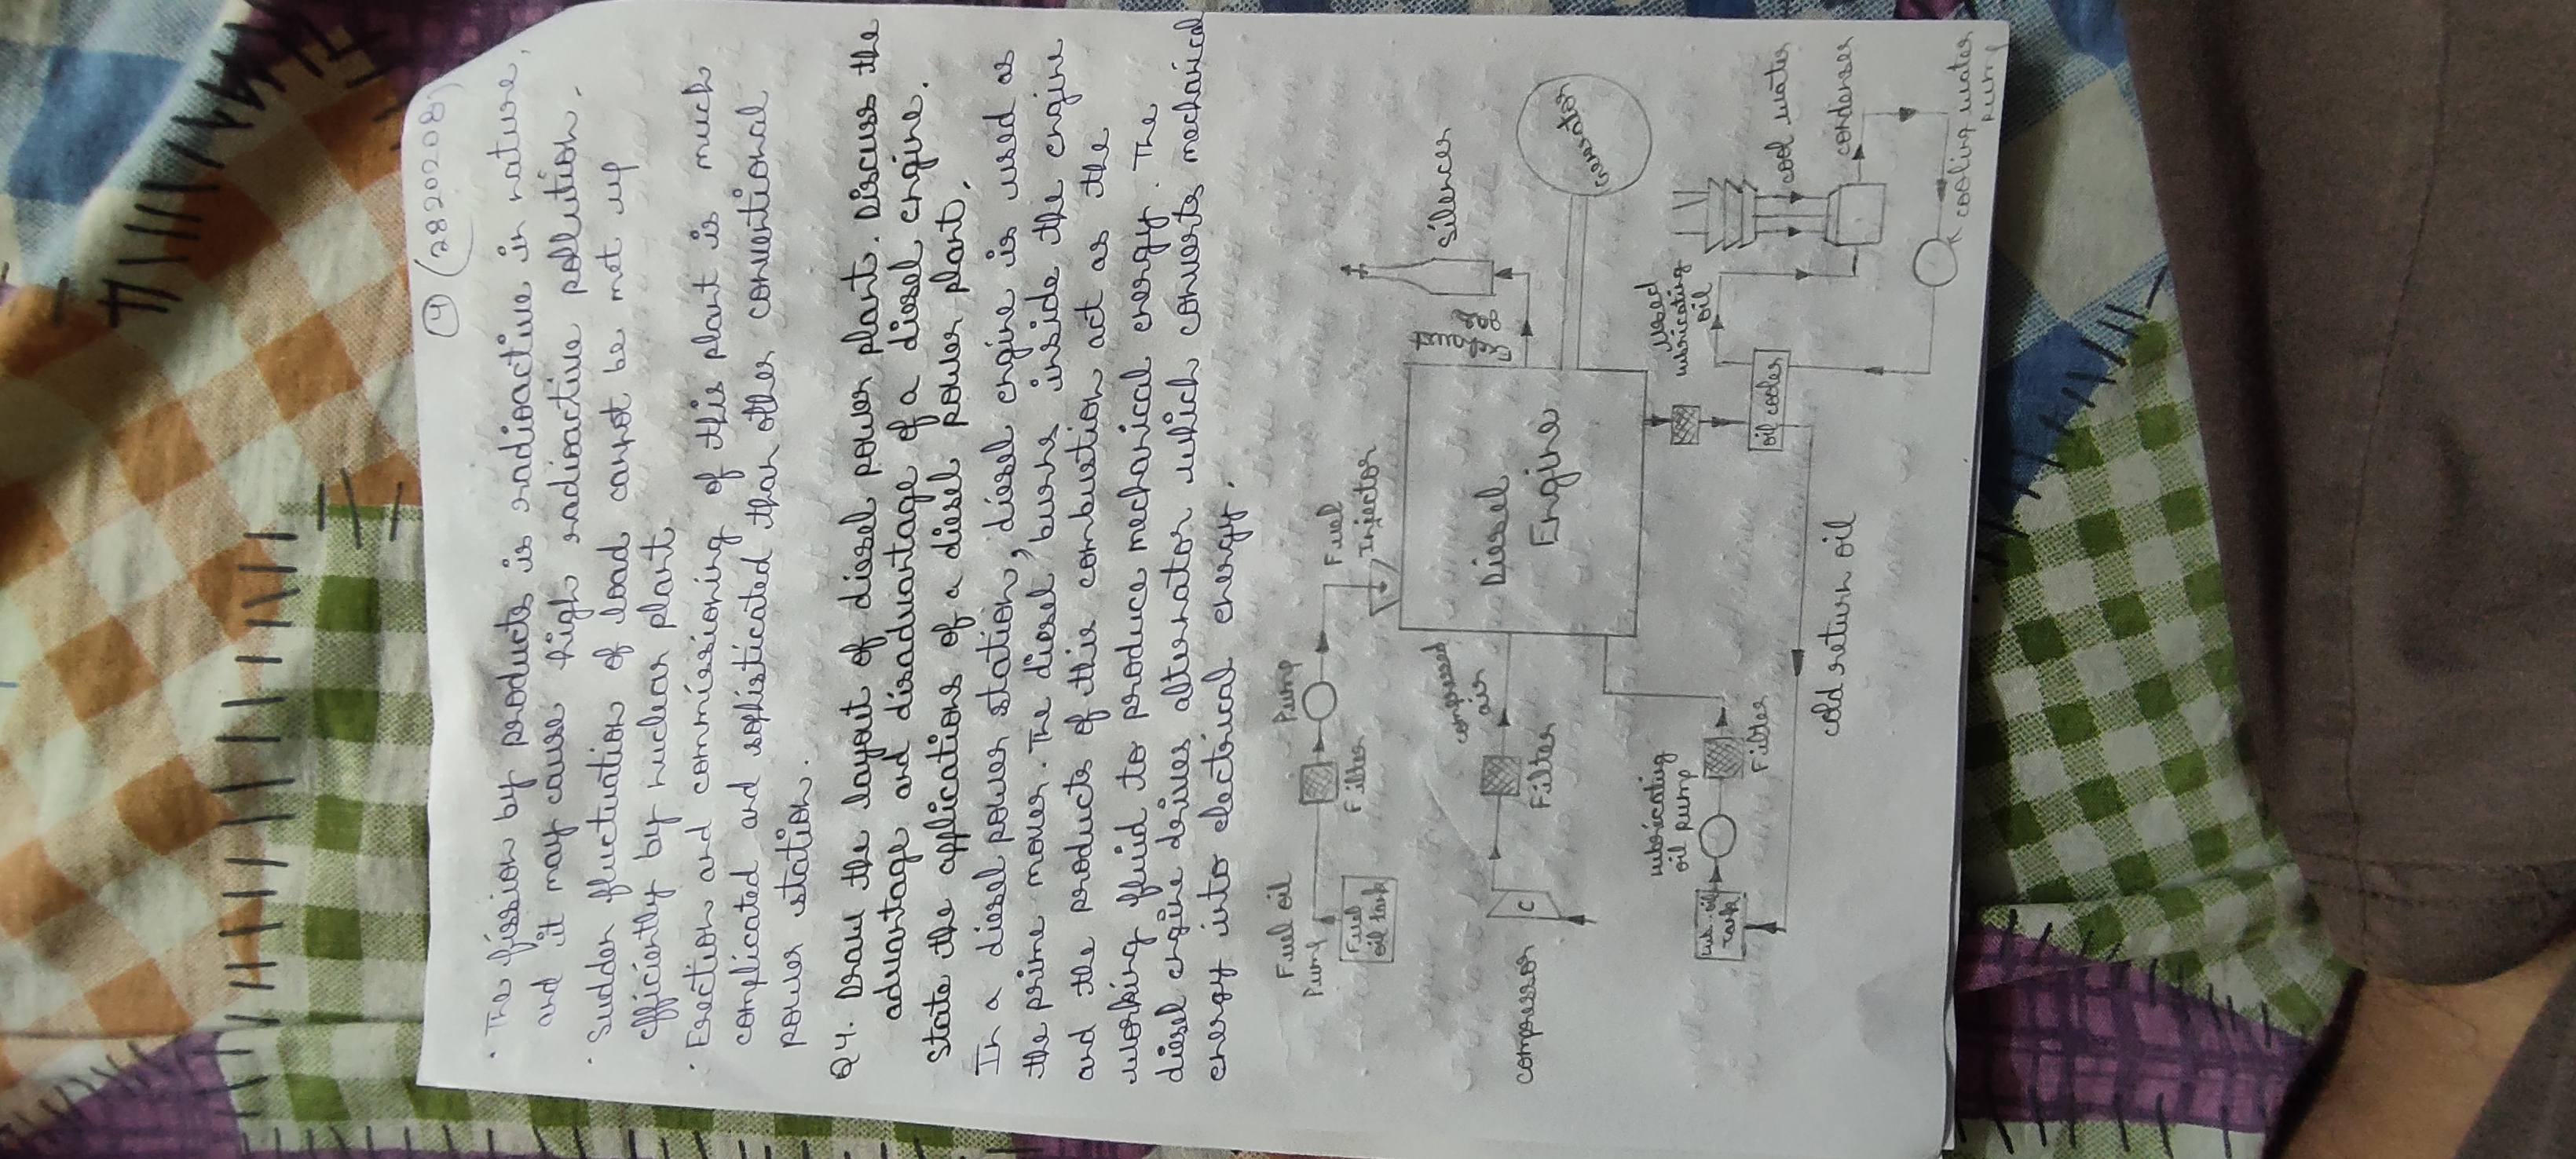 4 (2820208)
• The fission by products is radioactive in nature,
and it may cause high radioactive pollution.
• Sudden fluctuation of load cannot be met up
efficiently by nuclear plant
• Erection and commissioning of this plant is much
complicated and sophisticated than other conventional
power station.
Q4. Draw the layout of diesel power plant. Discuss the
advantage and disadvantage of a diesel engine.
State the applications of a diesel power plant.
In a diesel power station, diesel engine is used as
the prime mover. The diesel burns inside the engine
and the products of this combustion act as the
working fluid to produce mechanical energy. The
diesel engine drives alternator which converts mechanical
energy into electrical energy.
Fuel oil
Pump
Pump
Fuel
oil tank
Filter
Fuel
Injector
compressed
air
Exhaust
gas
silencer
Diesel
Engine
compressor
C
Filter
Generator
lubricating
oil pump
used
lubricating
oil
Lub. oil
Tank
Filter
oil cooler
cool water
cold return oil
condenser
cooling water
pump